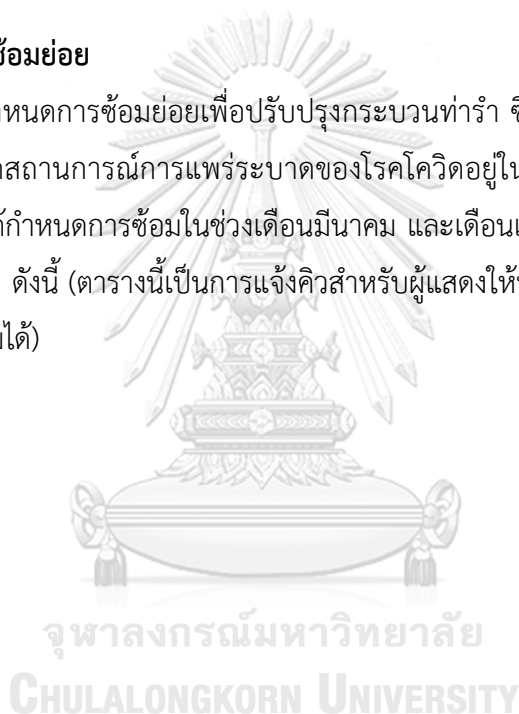 ซ้อมย่อย
หนดการซ้อมย่อยเพื่อปรับปรุงกระบวนท่ารำ
สถานการณ์การแพร่ระบาดของโรคโควิดอยู่ใน
กำหนดการซ้อมในช่วงเดือนมีนาคม และเดือน
ดังนี้ (ตารางนี้เป็นการแจ้งคิวสำหรับผู้แสดงให้
ได้)
จุฬาลงกรณ์มหาวิทยาลัย
CHULALONGKORN UNIVERSITY